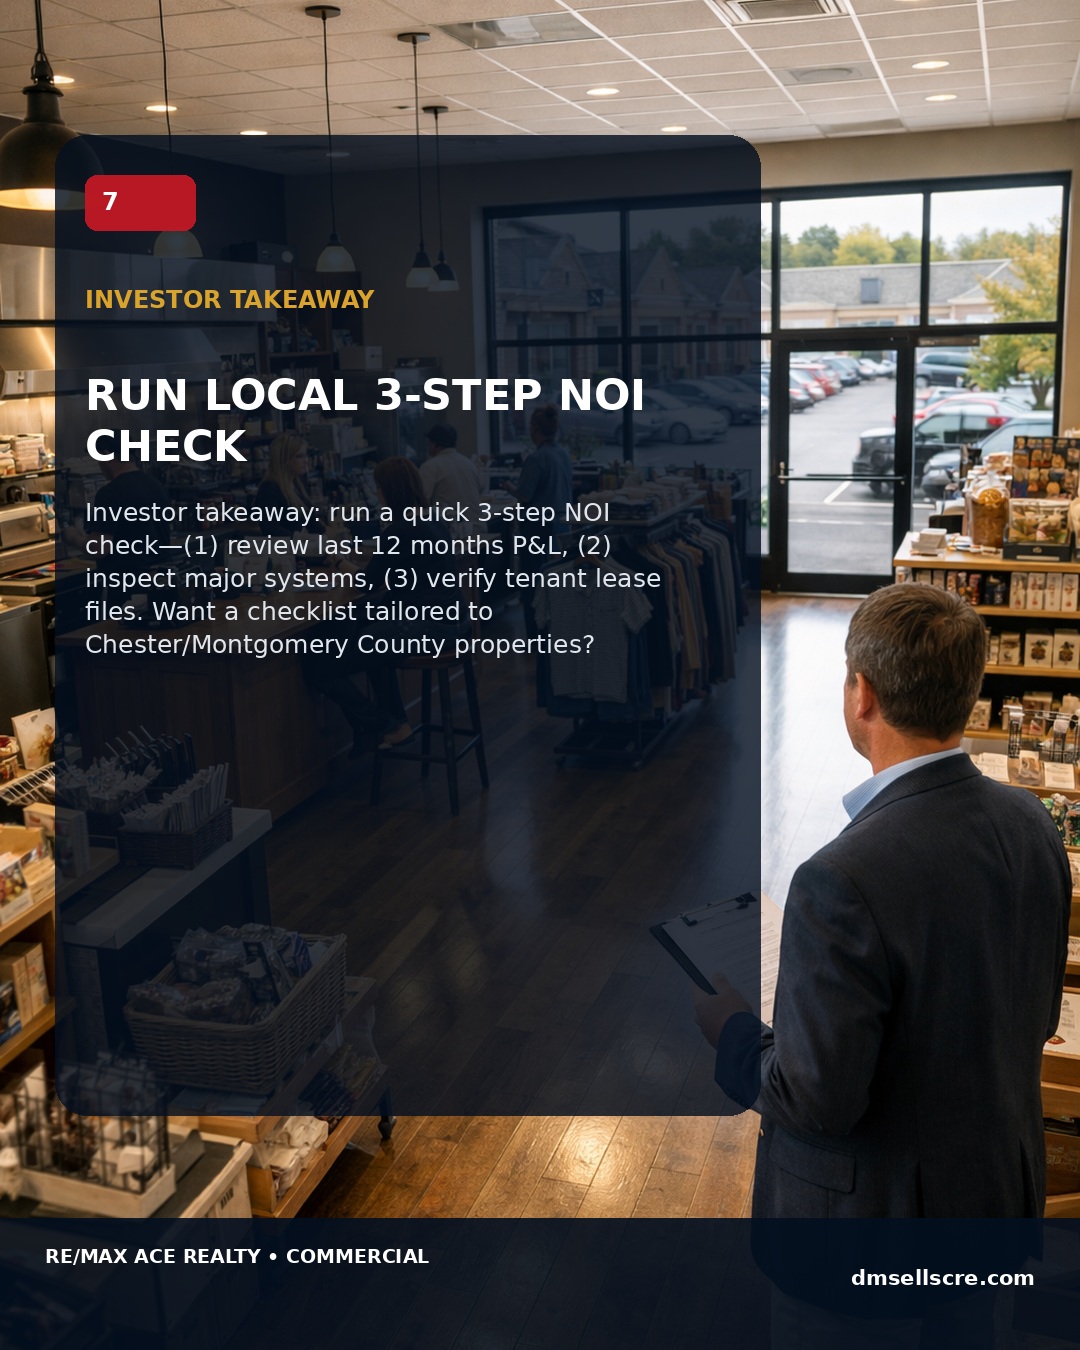 7
INVESTOR TAKEAWAY
RUN LOCAL 3-STEP NOI
CHECK
Investor takeaway: run a quick 3-step NOI
check—(1) review last 12 months P&L, (2)
inspect major systems, (3) verify tenant lease
files. Want a checklist tailored to
Chester/Montgomery County properties?
RE/MAX ACE REALTY • COMMERCIAL
dmsellscre.com